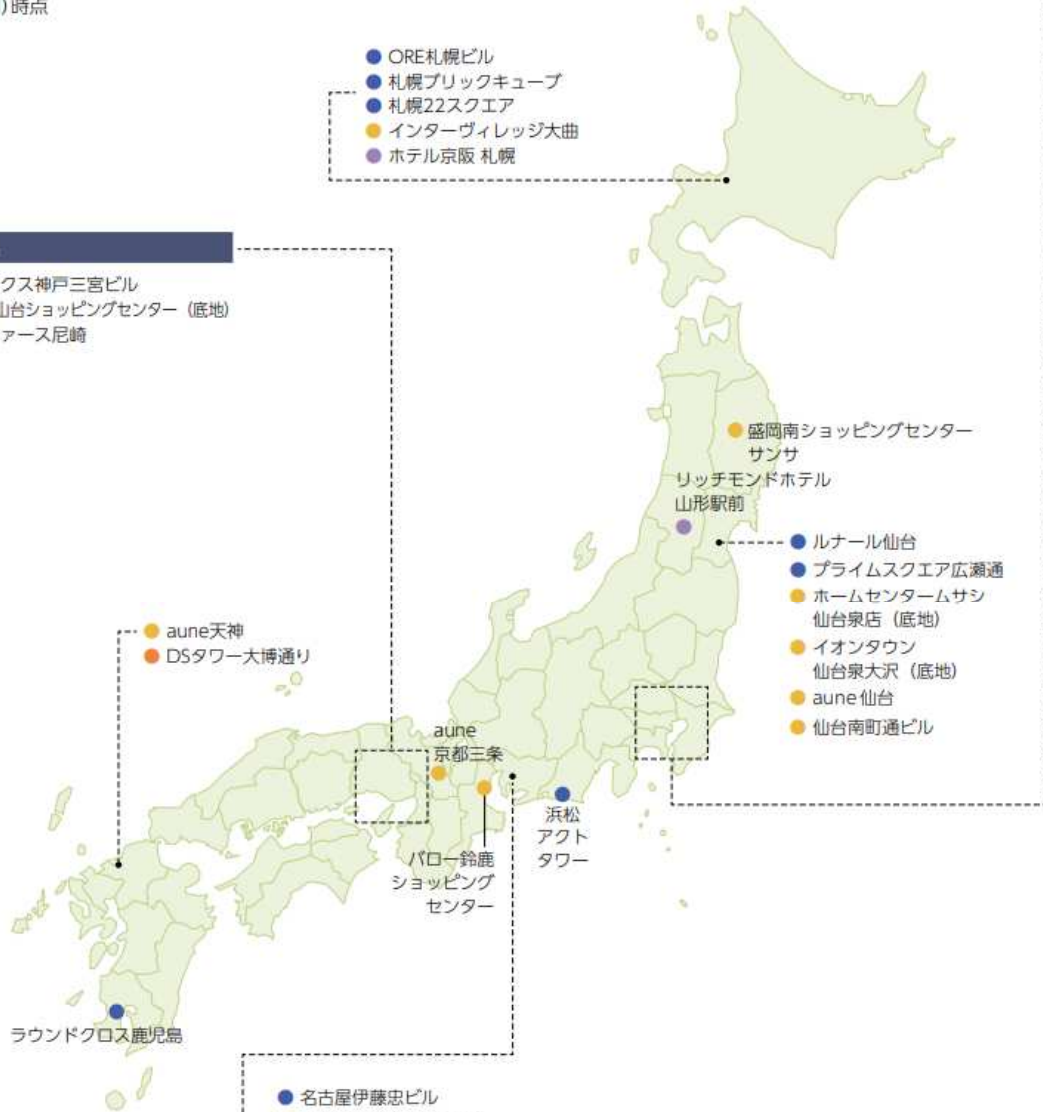 )時点
ORE札幌ビル
札幌ブリックキューブ
札幌22スクエア
インターヴィレッジ大曲
ホテル京阪 札幌
クス神戸三宮ビル
山台ショッピングセンター（底地）
ァース尼崎
盛岡南ショッピングセンター
サンサ
リッチモンドホテル
山形駅前
ルナール仙台
プライムスクエア広瀬通
ホームセンタームサシ
仙台泉店（底地）
イオンタウン
仙台泉大沢（底地）
aune仙台
仙台南町通ビル
aune天神
DSタワー大博通り
aune
京都三条
浜松
アクト
タワー
バロー鈴鹿
ショッピング
センター
ラウンドクロス鹿児島
名古屋伊藤忠ビル